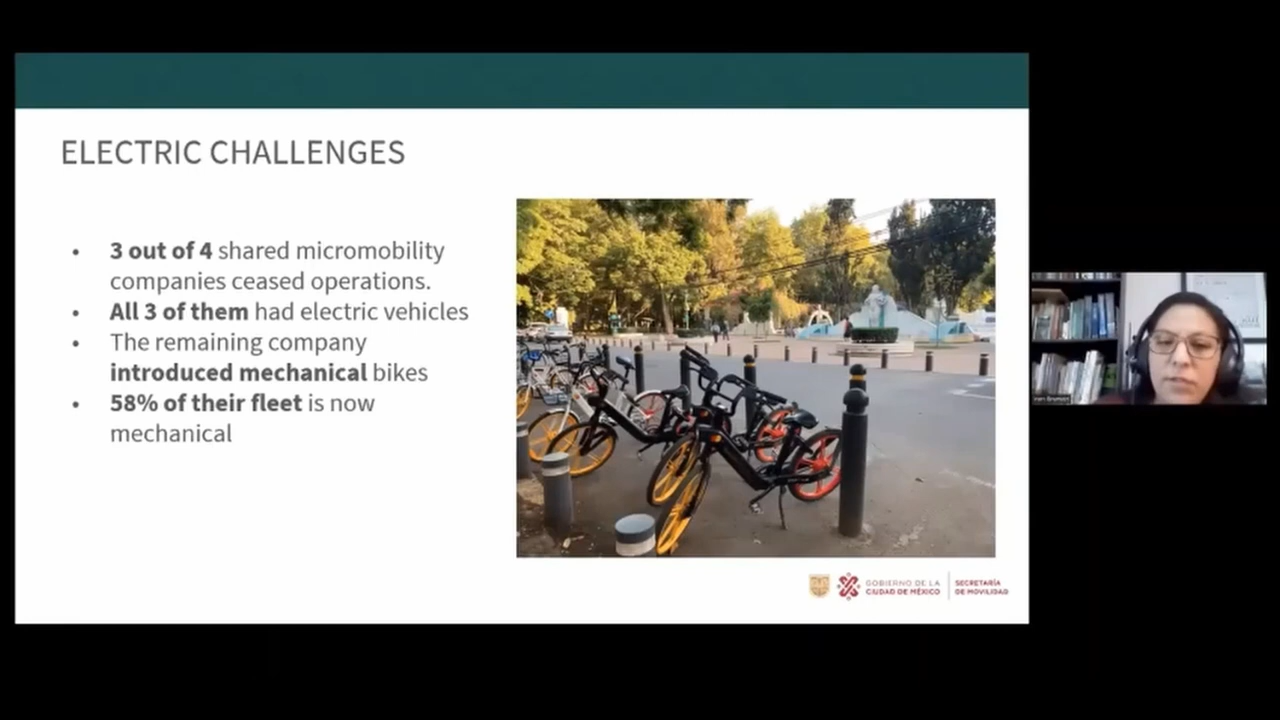 ELECTRIC CHALLENGES
• 3 out of 4 shared micromobility
companies ceased operations.
• All 3 of them had electric vehicles
• The remaining company
introduced mechanical bikes
• 58% of their fleet is now
mechanical
GOBIERNO DE LA
CIUDAD DE MÉXICO
SECRETARÍA
DE MOVILIDAD